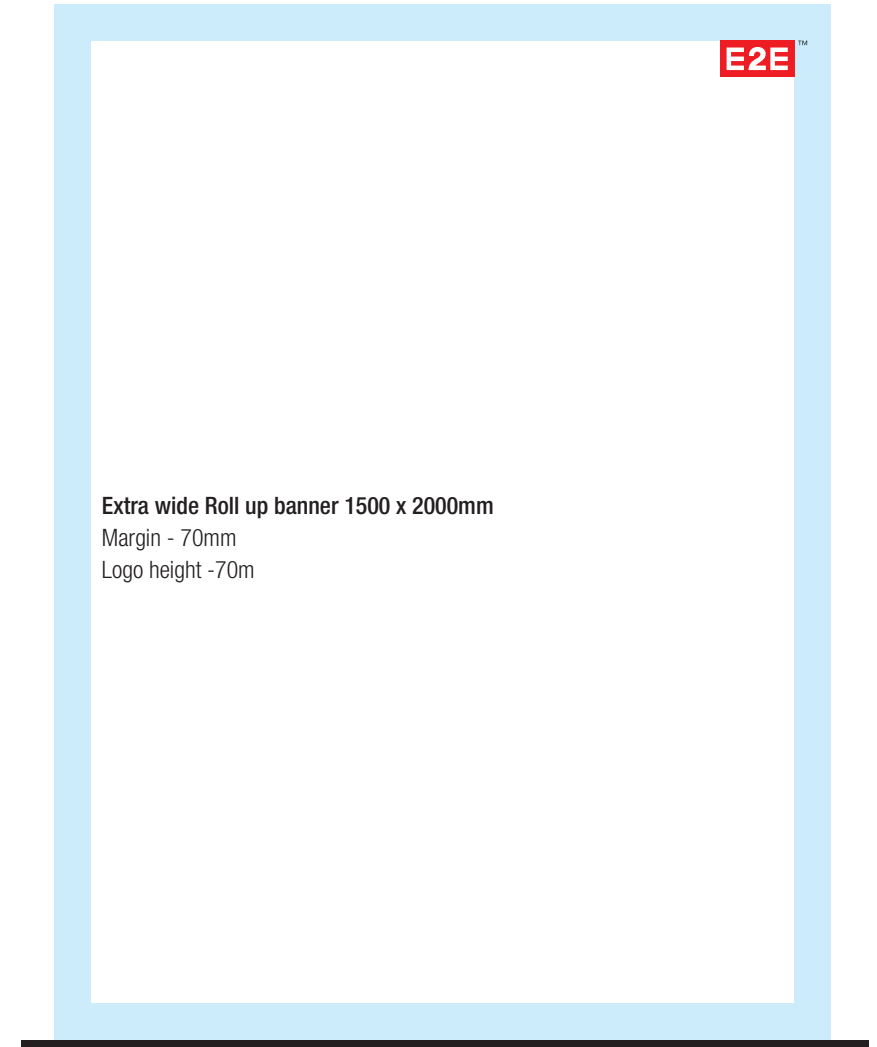 E2E™
Extra wide Roll up banner 1500 x 2000mm
Margin - 70mm
Logo height -70m